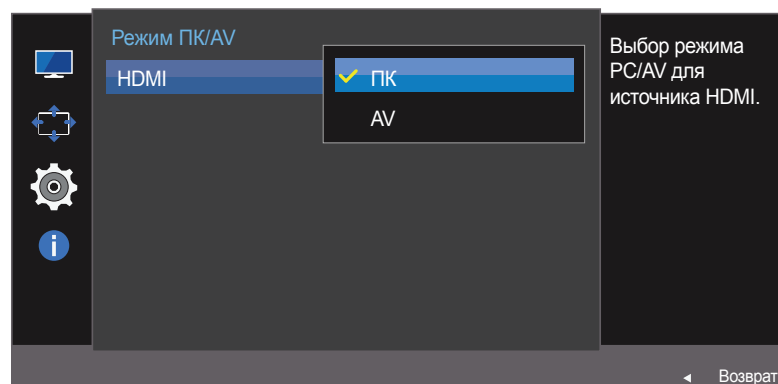 Режим ПК/AV
HDMI
ПК
AV
Выбор режима
PC/AV для
источника HDMI.
Возврат